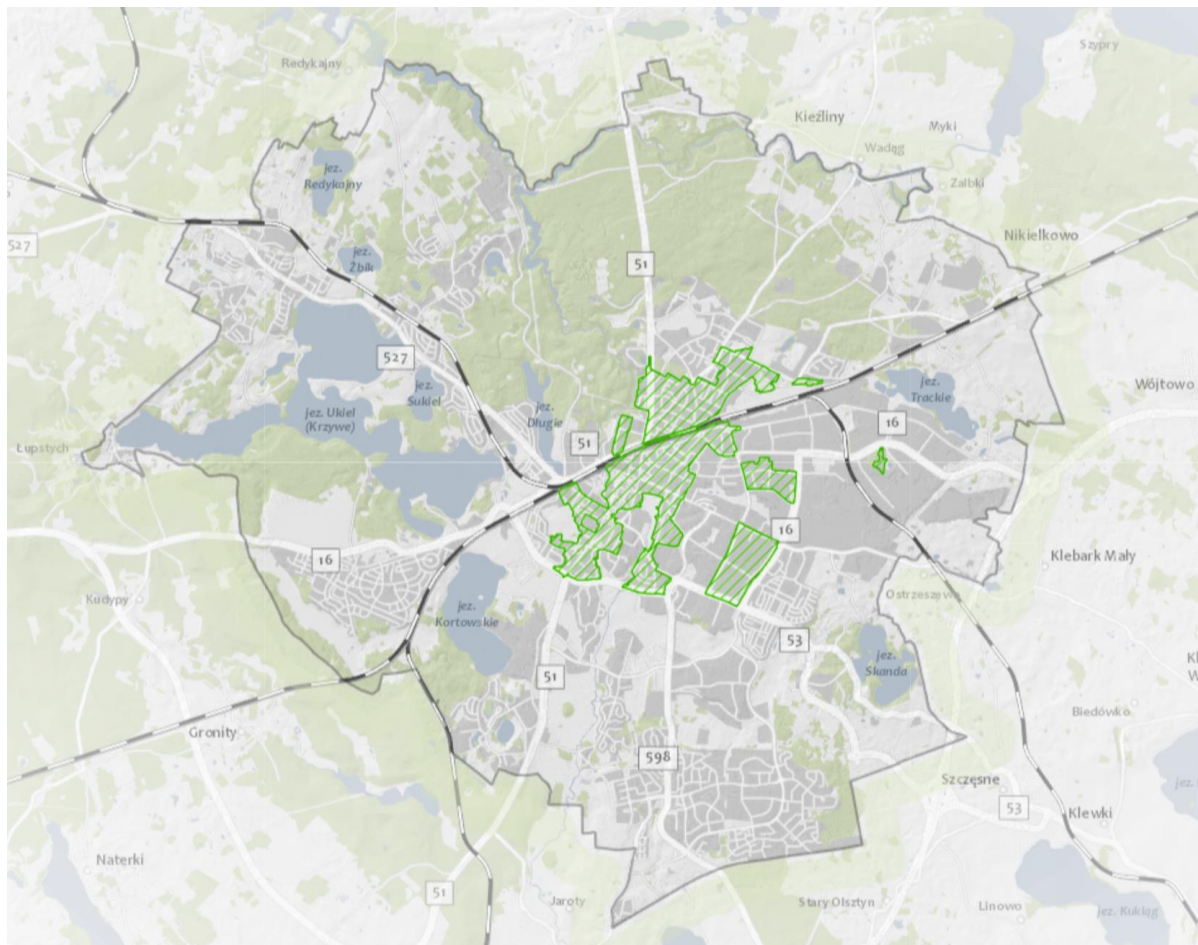 Szypry
Redykajny
Kieźliny
Myki
Wadąg
jez.
Redykajny
Zalbki
Nikielkowo
527
jez.
Żbik
51
527
Wójtowo
jez.
Sukiel
jez.
Trackie
jez. Ukiel
(Krzywe)
jez.
Długie
16
51
Łupstych
16
16
Klebark Mały
Kudypy
Ostrzeszewo
jez.
Kortowskie
53
jez.
Skanda
51
Biedówko
Gronity
598
Szczęsne
53
Klewki
jez.
Naterki
51
Jaroty
Stary Olsztyn
Linowo
jez. Kukląg